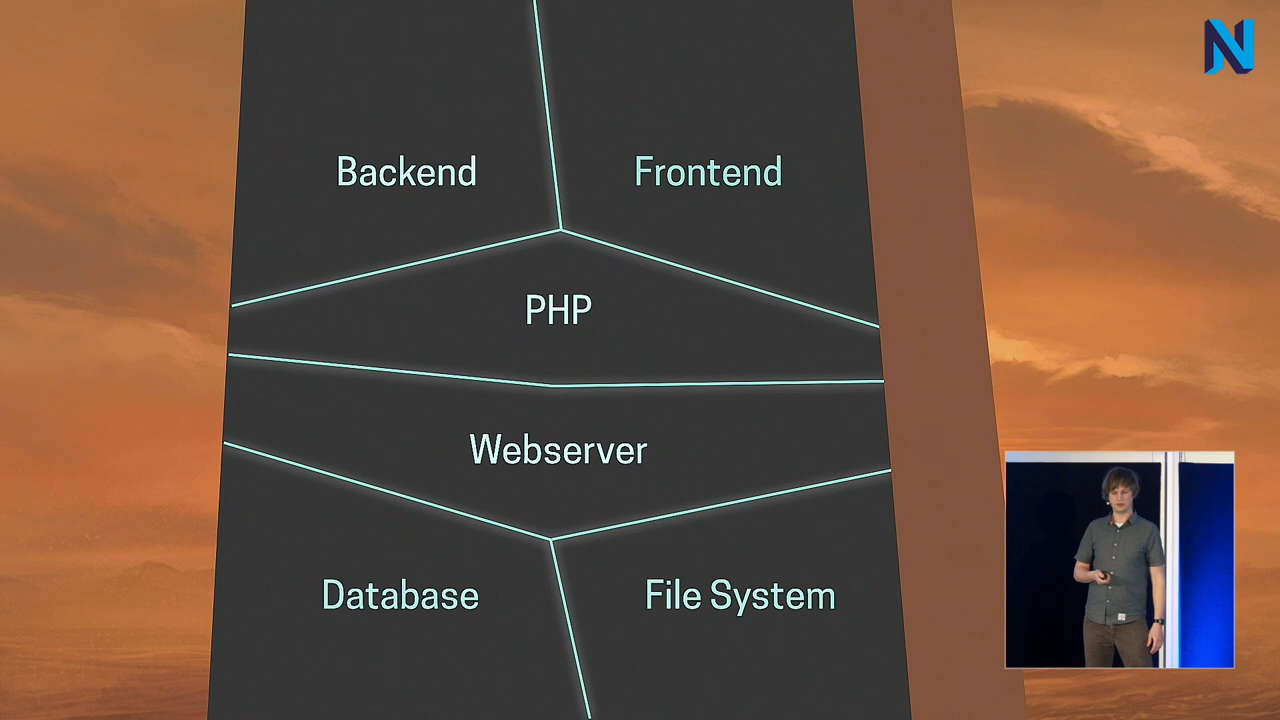 Backend
Frontend
PHP
Webserver
Database
File System